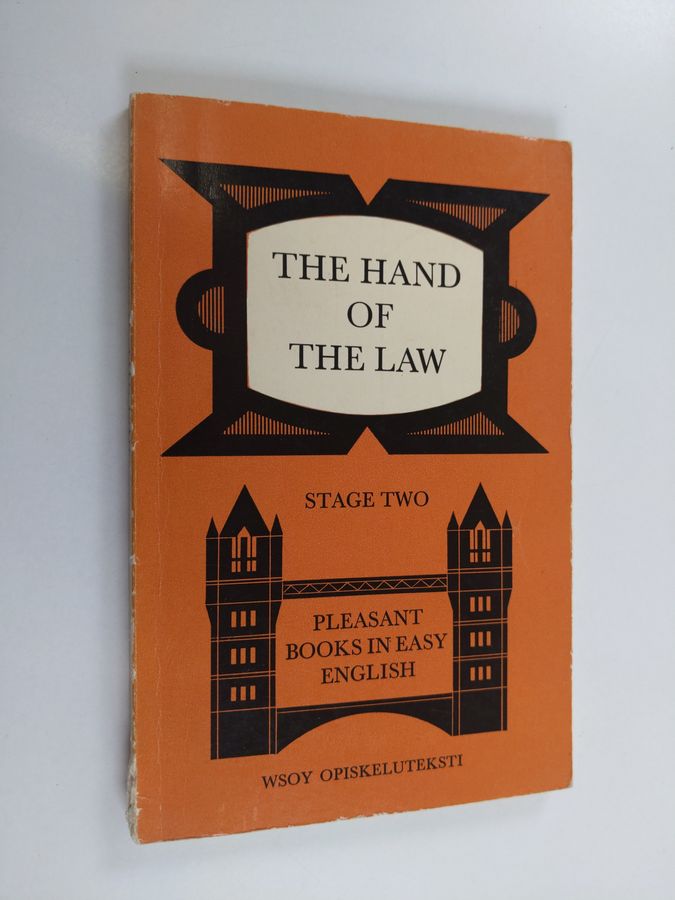 THE HAND
OF
THE LAW
STAGE TWO
PLEASANT
BOOKS IN EASY
ENGLISH
WSOY OPISKELUTEKSTI